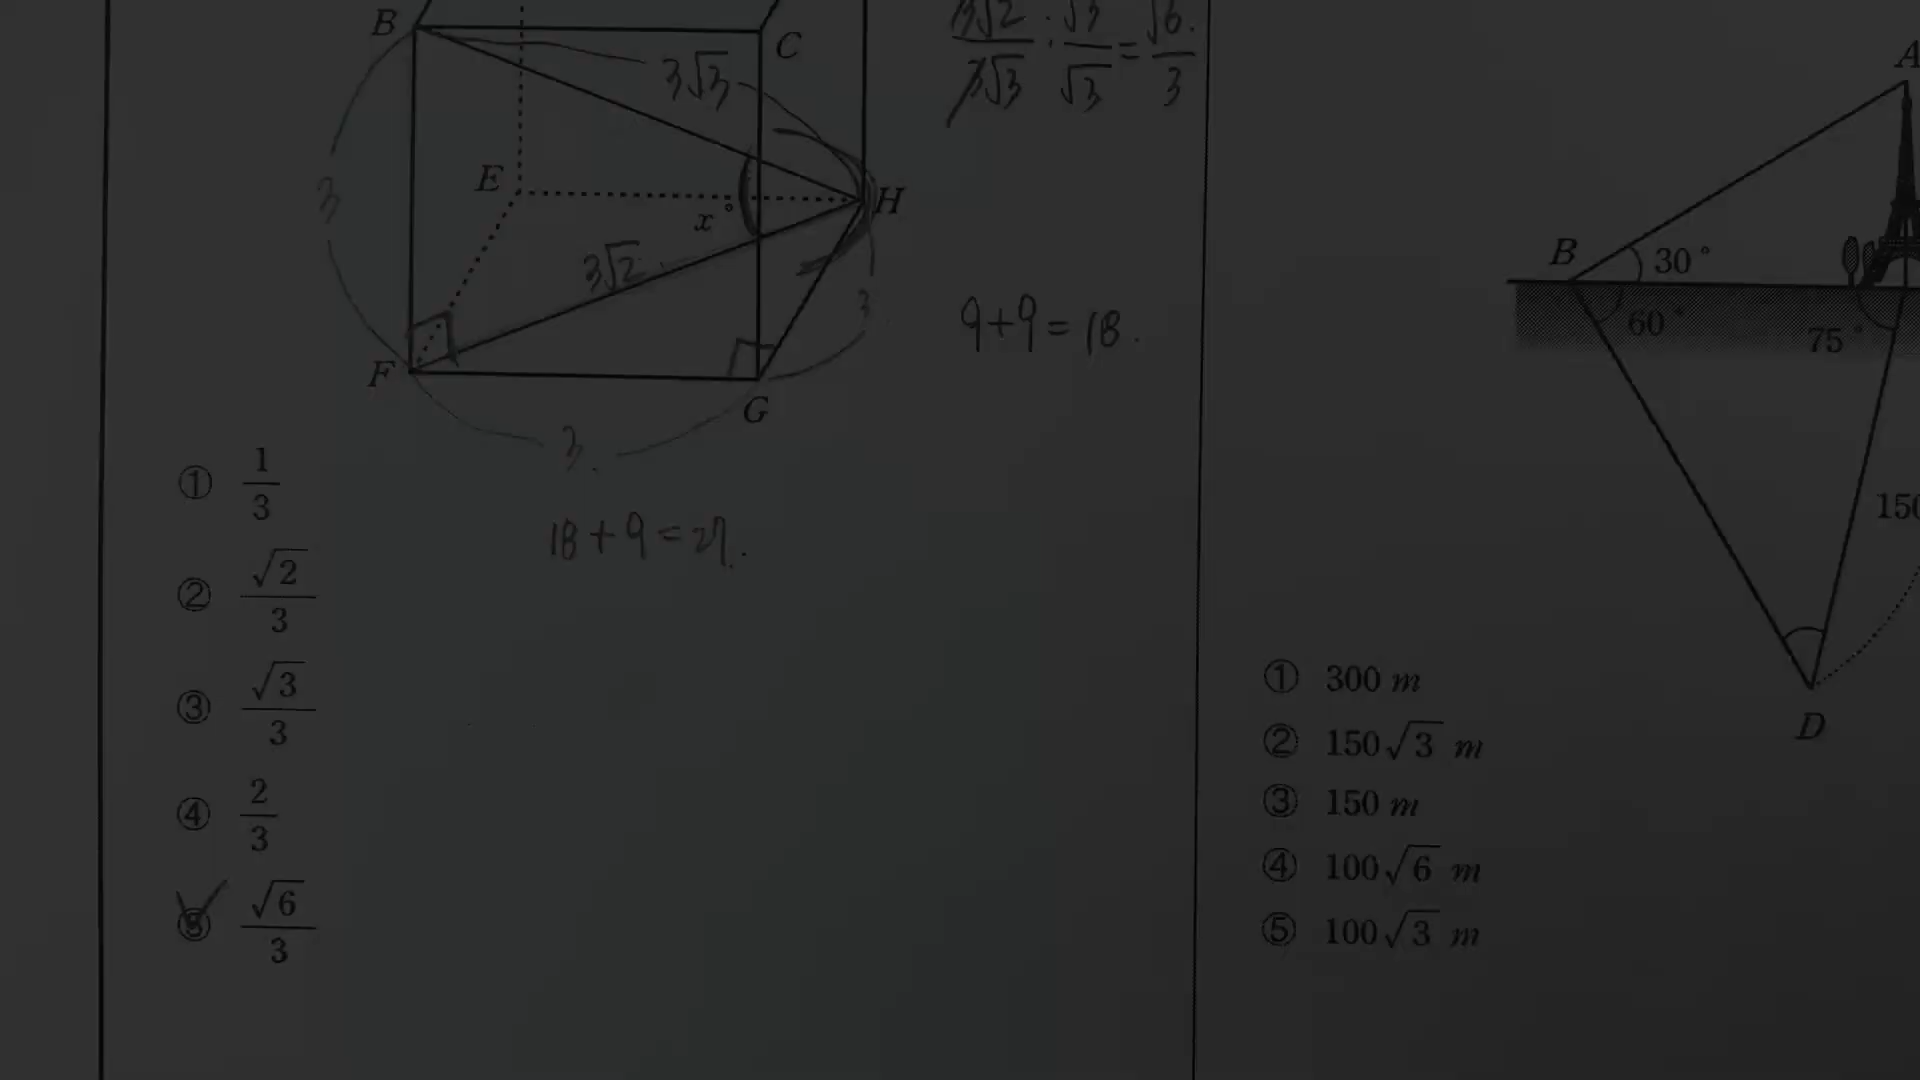 B
C
3√3
3√2/3√3 · √3/√3 = √6/3
E
H
x°
3
3√2
3
9+9=18.
F
G
3.
18+9=27.
① 1/3
② √2/3
③ √3/3
④ 2/3
⑤ √6/3
A
B
30°
60°
75°
150
D
① 300 m
② 150√3 m
③ 150 m
④ 100√6 m
⑤ 100√3 m